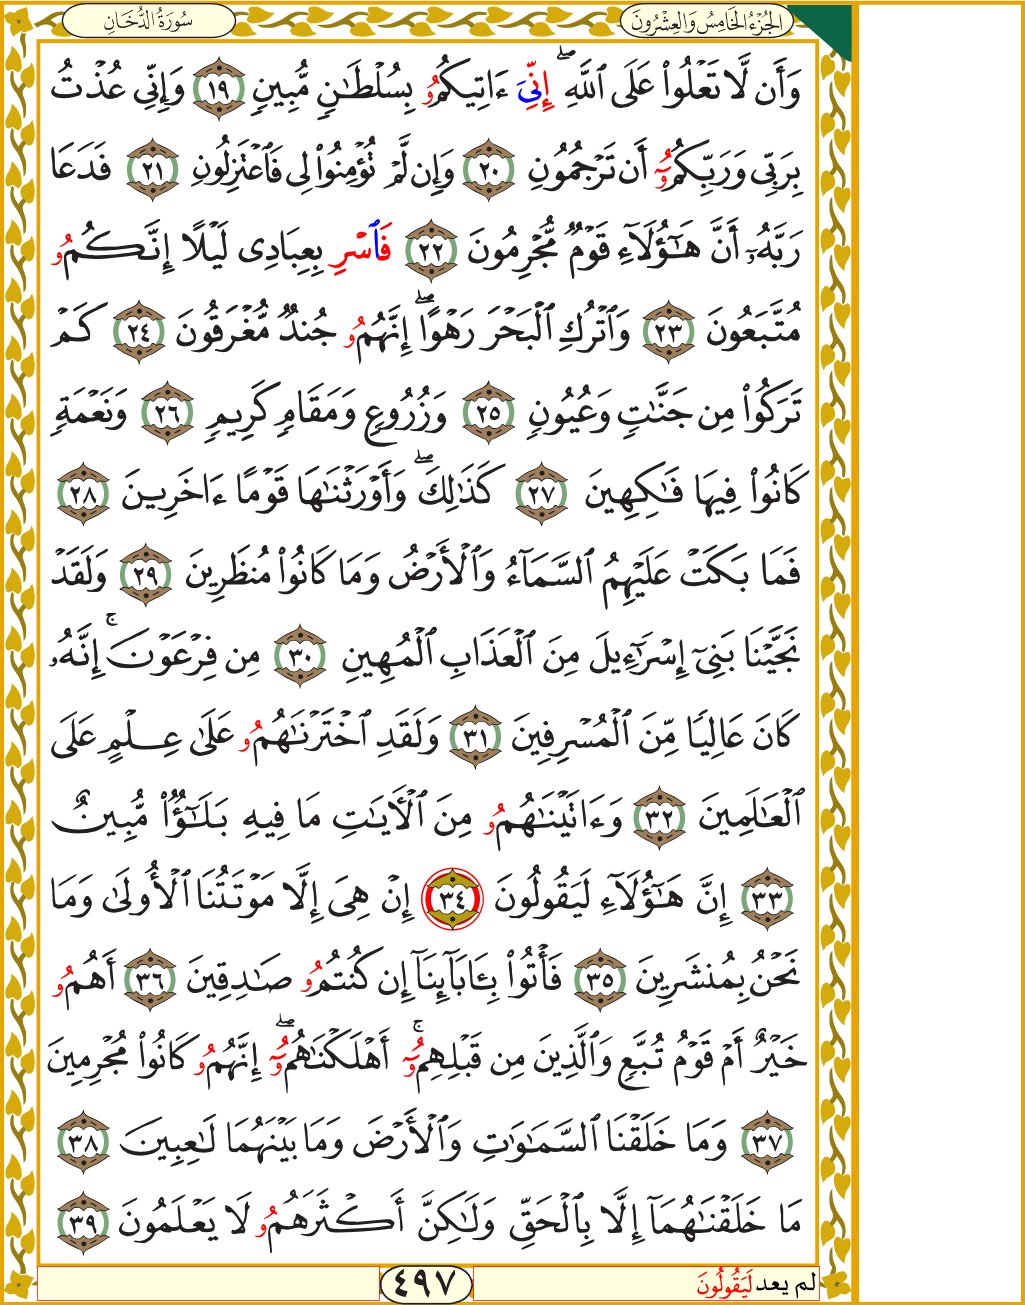 الجُزْءُ الخَامِسُ وَالعِشْرُونَ
سُورَةُ الدُّخَانِ
وَأَن لَّا تَعْلُوا۟ عَلَى ٱللَّهِ ۖ إِنِّىَ ءَاتِيكُمُۥ بِسُلْطَٰنٍ مُّبِينٍ ١٩ وَإِنِّى عُذْتُ
بِرَبِّى وَرَبِّكُمُۥٓ أَن تَرْجُمُونِ ٢٠ وَإِن لَّمْ تُؤْمِنُوا۟ لِى فَٱعْتَزِلُونِ ٢١ فَدَعَا
رَبَّهُۥٓ أَنَّ هَٰٓؤُلَآءِ قَوْمٌ مُّجْرِمُونَ ٢٢ فَٱسْرِ بِعِبَادِى لَيْلًا إِنَّكُمُۥ
مُتَّبَعُونَ ٢٣ وَٱتْرُكِ ٱلْبَحْرَ رَهْوًا ۖ إِنَّهُمُۥ جُندٌ مُّغْرَقُونَ ٢٤ كَمْ
تَرَكُوا۟ مِن جَنَّٰتٍ وَعُيُونٍ ٢٥ وَزُرُوعٍ وَمَقَامٍ كَرِيمٍ ٢٦ وَنَعْمَةٍ
كَانُوا۟ فِيهَا فَٰكِهِينَ ٢٧ كَذَٰلِكَ ۖ وَأَوْرَثْنَٰهَا قَوْمًا ءَاخَرِينَ ٢٨
فَمَا بَكَتْ عَلَيْهِمُ ٱلسَّمَآءُ وَٱلْأَرْضُ وَمَا كَانُوا۟ مُنظَرِينَ ٢٩ وَلَقَدْ
نَجَّيْنَا بَنِىٓ إِسْرَٰٓءِيلَ مِنَ ٱلْعَذَابِ ٱلْمُهِينِ ٣٠ مِن فِرْعَوْنَ ۚ إِنَّهُۥ
كَانَ عَالِيًا مِّنَ ٱلْمُسْرِفِينَ ٣١ وَلَقَدِ ٱخْتَرْنَٰهُمُۥ عَلَىٰ عِلْمٍ عَلَى
ٱلْعَٰلَمِينَ ٣٢ وَءَاتَيْنَٰهُمُۥ مِنَ ٱلْـَٔايَٰتِ مَا فِيهِ بَلَٰٓؤٌا۟ مُّبِينٌ
٣٣ إِنَّ هَٰٓؤُلَآءِ لَيَقُولُونَ ٣٤ إِنْ هِىَ إِلَّا مَوْتَتُنَا ٱلْأُولَىٰ وَمَا
نَحْنُ بِمُنشَرِينَ ٣٥ فَأْتُوا۟ بِـَٔابَآئِنَآ إِن كُنتُمُۥ صَٰدِقِينَ ٣٦ أَهُمُۥ
خَيْرٌ أَمْ قَوْمُ تُبَّعٍ وَٱلَّذِينَ مِن قَبْلِهِمُۥٓ ۚ أَهْلَكْنَٰهُمُۥٓ ۖ إِنَّهُمُۥ كَانُوا۟ مُجْرِمِينَ
٣٧ وَمَا خَلَقْنَا ٱلسَّمَٰوَٰتِ وَٱلْأَرْضَ وَمَا بَيْنَهُمَا لَٰعِبِينَ ٣٨
مَا خَلَقْنَٰهُمَآ إِلَّا بِٱلْحَقِّ وَلَٰكِنَّ أَكْثَرَهُمُۥ لَا يَعْلَمُونَ ٣٩
لم يعد لَيَقُولُونَ
٤٩٧